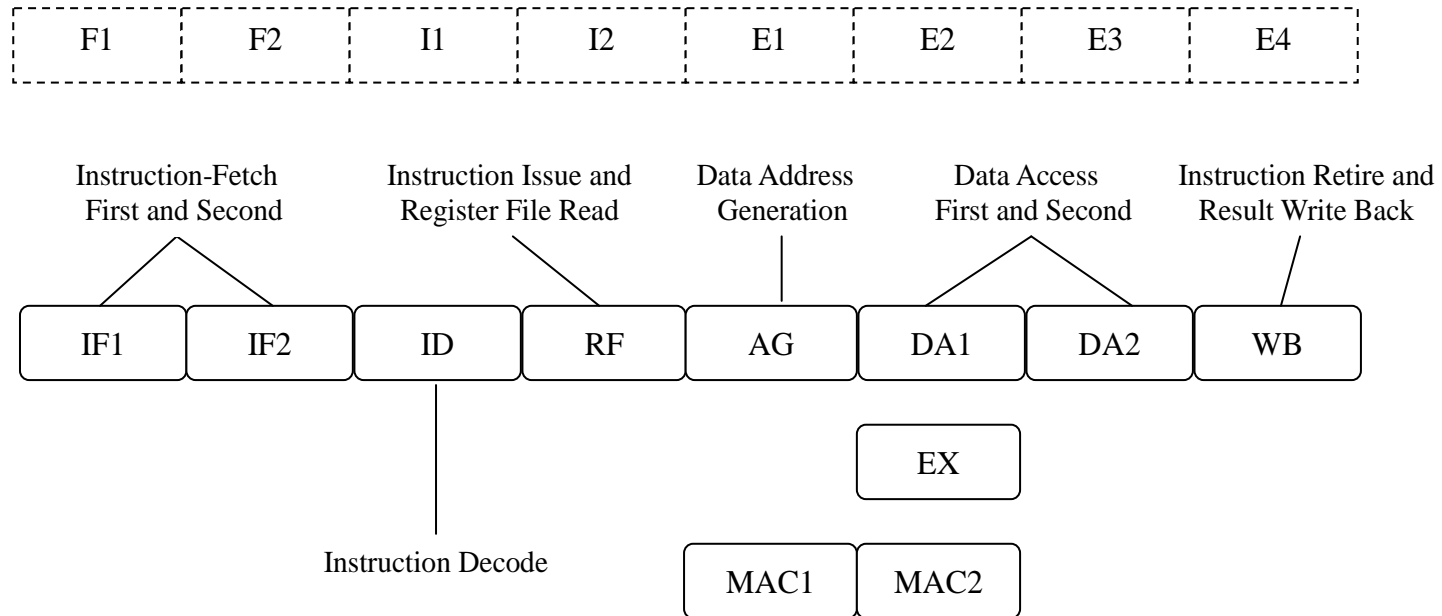 F1 F2 I1 I2 E1 E2 E3 E4
Instruction-Fetch
First and Second
Instruction Issue and
Register File Read
Data Address
Generation
Data Access
First and Second
Instruction Retire and
Result Write Back
IF1 IF2 ID RF AG DA1 DA2 WB
EX
Instruction Decode
MAC1 MAC2